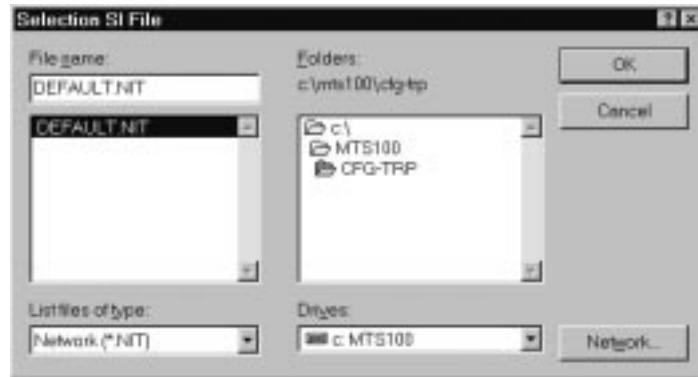 Selection SI File
File name:
DEFAULT.NIT
DEFAULT.NIT
Folders:
c:\mts100\cfg-trp
c:\
MTS100
CFG-TRP
OK
Cancel
List files of type:
Network (*.NIT)
Drives:
c: MTS100
Network...